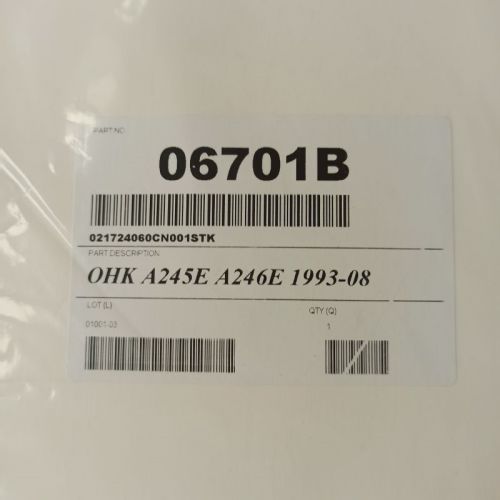 PART NO.
06701B
021724060CN001STK
PART DESCRIPTION
OHK A245E A246E 1993-08
LOT (L)
01001-03
QTY (Q)
1